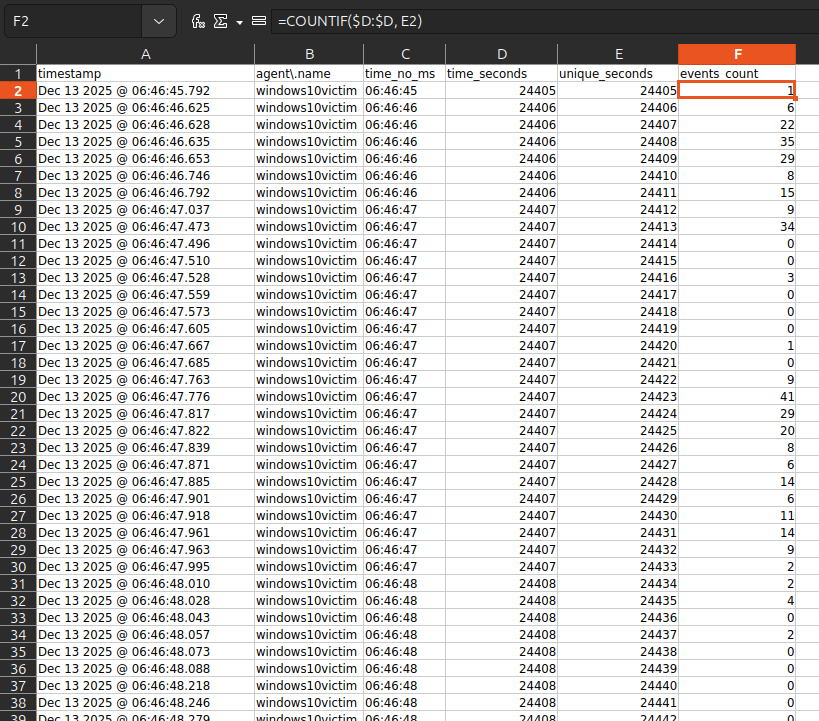 F2 =COUNTIF($D:$D, E2)
A B C D E F
1 timestamp agent\.name time_no_ms time_seconds unique_seconds events_count
2 Dec 13 2025 @ 06:46:45.792 windows10victim 06:46:45 24405 24405 1
3 Dec 13 2025 @ 06:46:46.625 windows10victim 06:46:46 24406 24406 6
4 Dec 13 2025 @ 06:46:46.628 windows10victim 06:46:46 24406 24407 22
5 Dec 13 2025 @ 06:46:46.635 windows10victim 06:46:46 24406 24408 35
6 Dec 13 2025 @ 06:46:46.653 windows10victim 06:46:46 24406 24409 29
7 Dec 13 2025 @ 06:46:46.746 windows10victim 06:46:46 24406 24410 8
8 Dec 13 2025 @ 06:46:46.792 windows10victim 06:46:46 24406 24411 15
9 Dec 13 2025 @ 06:46:47.037 windows10victim 06:46:47 24407 24412 9
10 Dec 13 2025 @ 06:46:47.473 windows10victim 06:46:47 24407 24413 34
11 Dec 13 2025 @ 06:46:47.496 windows10victim 06:46:47 24407 24414 0
12 Dec 13 2025 @ 06:46:47.510 windows10victim 06:46:47 24407 24415 0
13 Dec 13 2025 @ 06:46:47.528 windows10victim 06:46:47 24407 24416 3
14 Dec 13 2025 @ 06:46:47.559 windows10victim 06:46:47 24407 24417 0
15 Dec 13 2025 @ 06:46:47.573 windows10victim 06:46:47 24407 24418 0
16 Dec 13 2025 @ 06:46:47.605 windows10victim 06:46:47 24407 24419 0
17 Dec 13 2025 @ 06:46:47.667 windows10victim 06:46:47 24407 24420 1
18 Dec 13 2025 @ 06:46:47.685 windows10victim 06:46:47 24407 24421 0
19 Dec 13 2025 @ 06:46:47.763 windows10victim 06:46:47 24407 24422 9
20 Dec 13 2025 @ 06:46:47.776 windows10victim 06:46:47 24407 24423 41
21 Dec 13 2025 @ 06:46:47.817 windows10victim 06:46:47 24407 24424 29
22 Dec 13 2025 @ 06:46:47.822 windows10victim 06:46:47 24407 24425 20
23 Dec 13 2025 @ 06:46:47.839 windows10victim 06:46:47 24407 24426 8
24 Dec 13 2025 @ 06:46:47.871 windows10victim 06:46:47 24407 24427 6
25 Dec 13 2025 @ 06:46:47.885 windows10victim 06:46:47 24407 24428 14
26 Dec 13 2025 @ 06:46:47.901 windows10victim 06:46:47 24407 24429 6
27 Dec 13 2025 @ 06:46:47.918 windows10victim 06:46:47 24407 24430 11
28 Dec 13 2025 @ 06:46:47.961 windows10victim 06:46:47 24407 24431 14
29 Dec 13 2025 @ 06:46:47.963 windows10victim 06:46:47 24407 24432 9
30 Dec 13 2025 @ 06:46:47.995 windows10victim 06:46:47 24407 24433 2
31 Dec 13 2025 @ 06:46:48.010 windows10victim 06:46:48 24408 24434 2
32 Dec 13 2025 @ 06:46:48.028 windows10victim 06:46:48 24408 24435 4
33 Dec 13 2025 @ 06:46:48.043 windows10victim 06:46:48 24408 24436 0
34 Dec 13 2025 @ 06:46:48.057 windows10victim 06:46:48 24408 24437 2
35 Dec 13 2025 @ 06:46:48.073 windows10victim 06:46:48 24408 24438 0
36 Dec 13 2025 @ 06:46:48.088 windows10victim 06:46:48 24408 24439 0
37 Dec 13 2025 @ 06:46:48.218 windows10victim 06:46:48 24408 24440 0
38 Dec 13 2025 @ 06:46:48.246 windows10victim 06:46:48 24408 24441 0
39 Dec 13 2025 @ 06:46:48.279 windows10victim 06:46:48 24408 24442 0